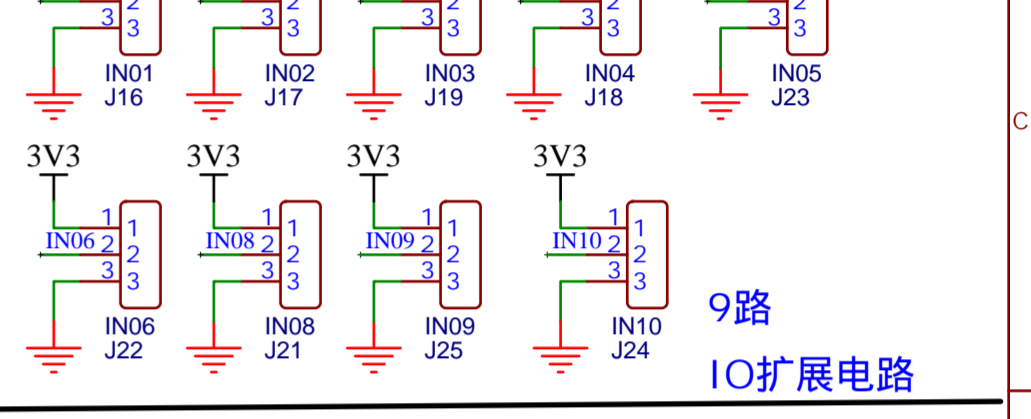 2 2 2 2 2
3 3 3 3 3 3 3 3 3 3
IN01 IN02 IN03 IN04 IN05
J16 J17 J19 J18 J23
C
3V3 3V3 3V3 3V3
1 1 1 1 1 1 1 1
IN06 2 2 IN08 2 2 IN09 2 2 IN10 2 2
3 3 3 3 3 3 3 3
9路
IN06 IN08 IN09 IN10
J22 J21 J25 J24
IO扩展电路